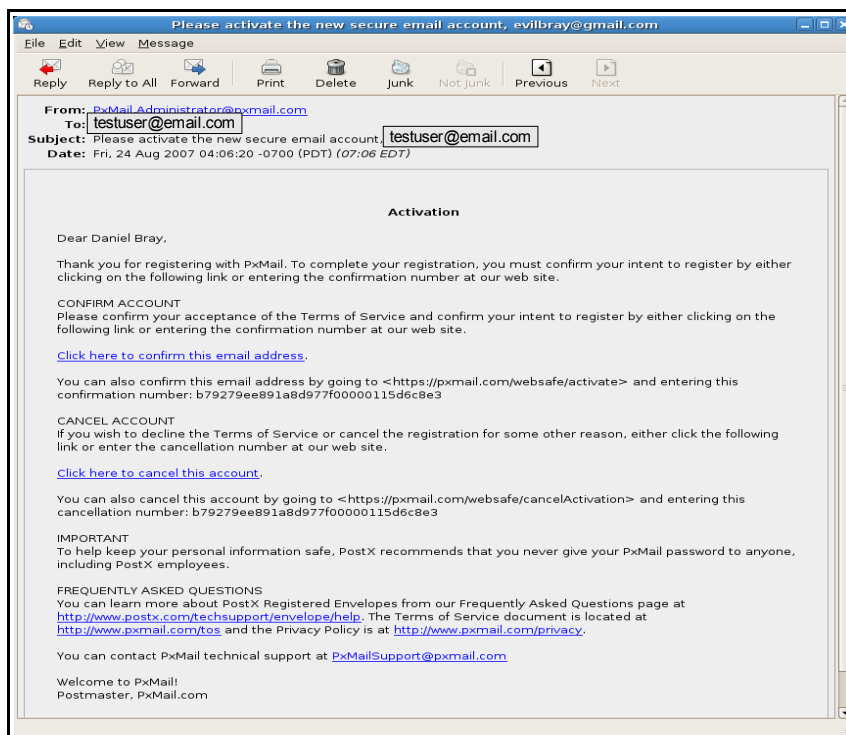 Please activate the new secure email account, evilbray@gmail.com
File Edit View Message
Reply Reply to All Forward Print Delete Junk Not Junk Previous Next
From: PxMail.Administrator@pxmail.com
To: testuser@email.com
Subject: Please activate the new secure email account, testuser@email.com
Date: Fri, 24 Aug 2007 04:06:20 -0700 (PDT) (07:06 EDT)
Activation
Dear Daniel Bray,
Thank you for registering with PxMail. To complete your registration, you must confirm your intent to register by either
clicking on the following link or entering the confirmation number at our web site.
CONFIRM ACCOUNT
Please confirm your acceptance of the Terms of Service and confirm your intent to register by either clicking on the
following link or entering the confirmation number at our web site.
Click here to confirm this email address.
You can also confirm this email address by going to <https://pxmail.com/websafe/activate> and entering this
confirmation number: b79279ee891a8d977f00000115d6c8e3
CANCEL ACCOUNT
If you wish to decline the Terms of Service or cancel the registration for some other reason, either click the following
link or enter the cancellation number at our web site.
Click here to cancel this account.
You can also cancel this account by going to <https://pxmail.com/websafe/cancelActivation> and entering this
cancellation number: b79279ee891a8d977f00000115d6c8e3
IMPORTANT
To help keep your personal information safe, PostX recommends that you never give your PxMail password to anyone,
including PostX employees.
FREQUENTLY ASKED QUESTIONS
You can learn more about PostX Registered Envelopes from our Frequently Asked Questions page at
http://www.postx.com/techsupport/envelope/help. The Terms of Service document is located at
http://www.pxmail.com/tos and the Privacy Policy is at http://www.pxmail.com/privacy.
You can contact PxMail technical support at PxMailSupport@pxmail.com
Welcome to PxMail!
Postmaster, PxMail.com